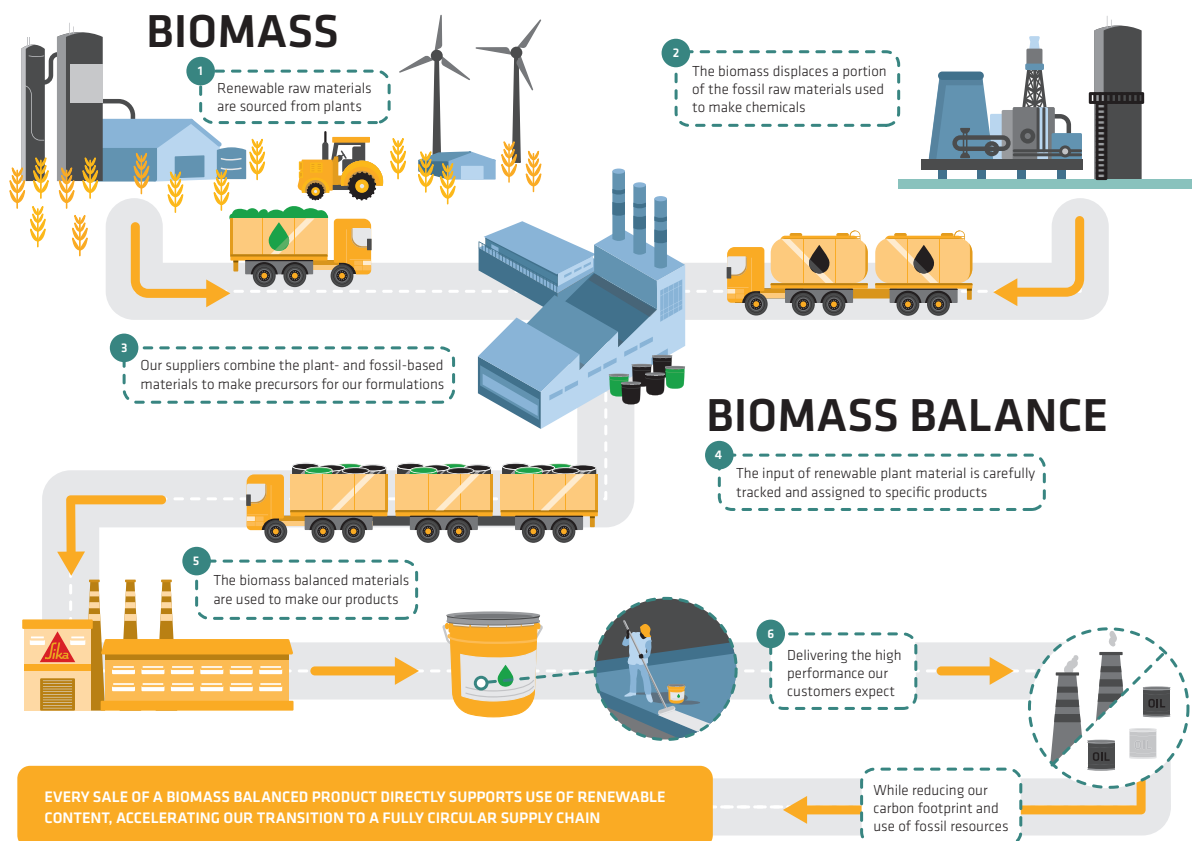 BIOMASS
1
Renewable raw materials
are sourced from plants
2
The biomass displaces a portion
of the fossil raw materials used
to make chemicals
3
Our suppliers combine the plant- and fossil-based
materials to make precursors for our formulations
BIOMASS BALANCE
4
The input of renewable plant material is carefully
tracked and assigned to specific products
5
The biomass balanced materials
are used to make our products
Sika
6
Delivering the high
performance our
customers expect
OIL
OIL
OIL
While reducing our
carbon footprint and
use of fossil resources
EVERY SALE OF A BIOMASS BALANCED PRODUCT DIRECTLY SUPPORTS USE OF RENEWABLE
CONTENT, ACCELERATING OUR TRANSITION TO A FULLY CIRCULAR SUPPLY CHAIN